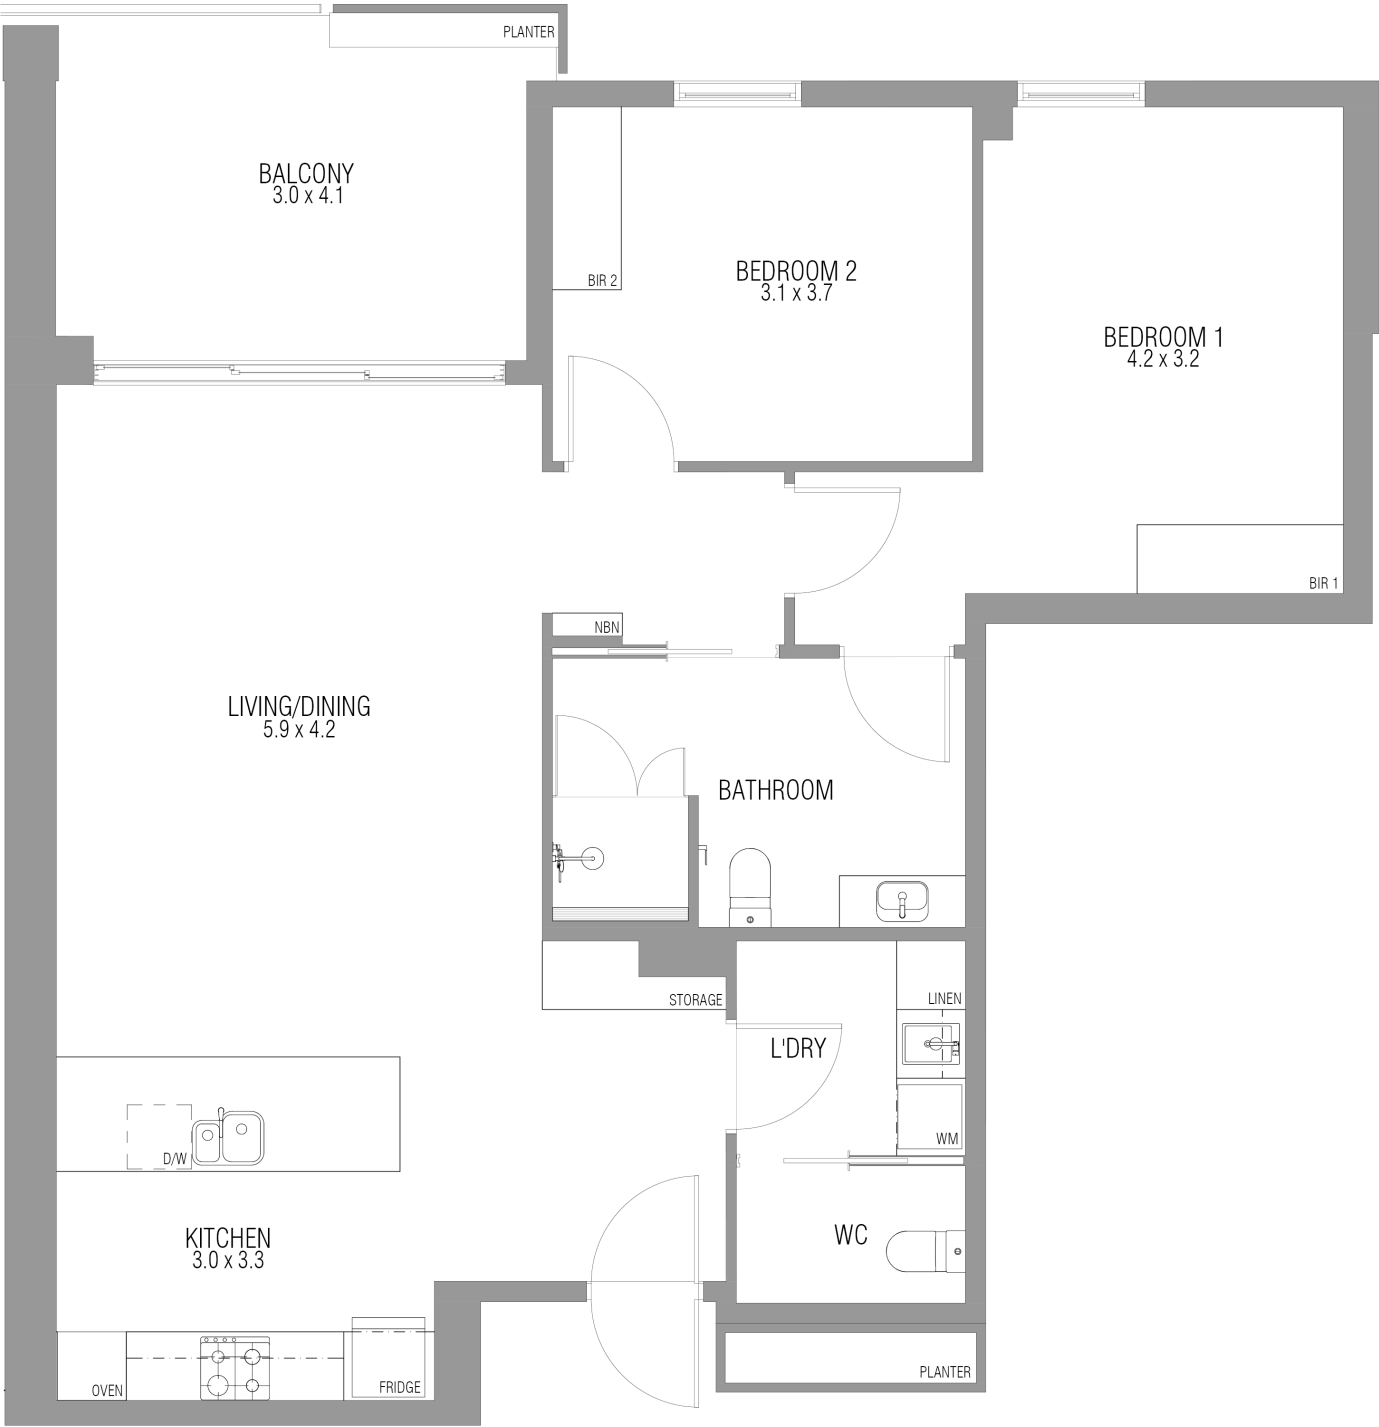 PLANTER
BALCONY
3.0 x 4.1
BIR 2
BEDROOM 2
3.1 x 3.7
BEDROOM 1
4.2 x 3.2
BIR 1
NBN
LIVING/DINING
5.9 x 4.2
BATHROOM
STORAGE
LINEN
L'DRY
WM
D/W
KITCHEN
3.0 x 3.3
WC
OVEN
FRIDGE
PLANTER